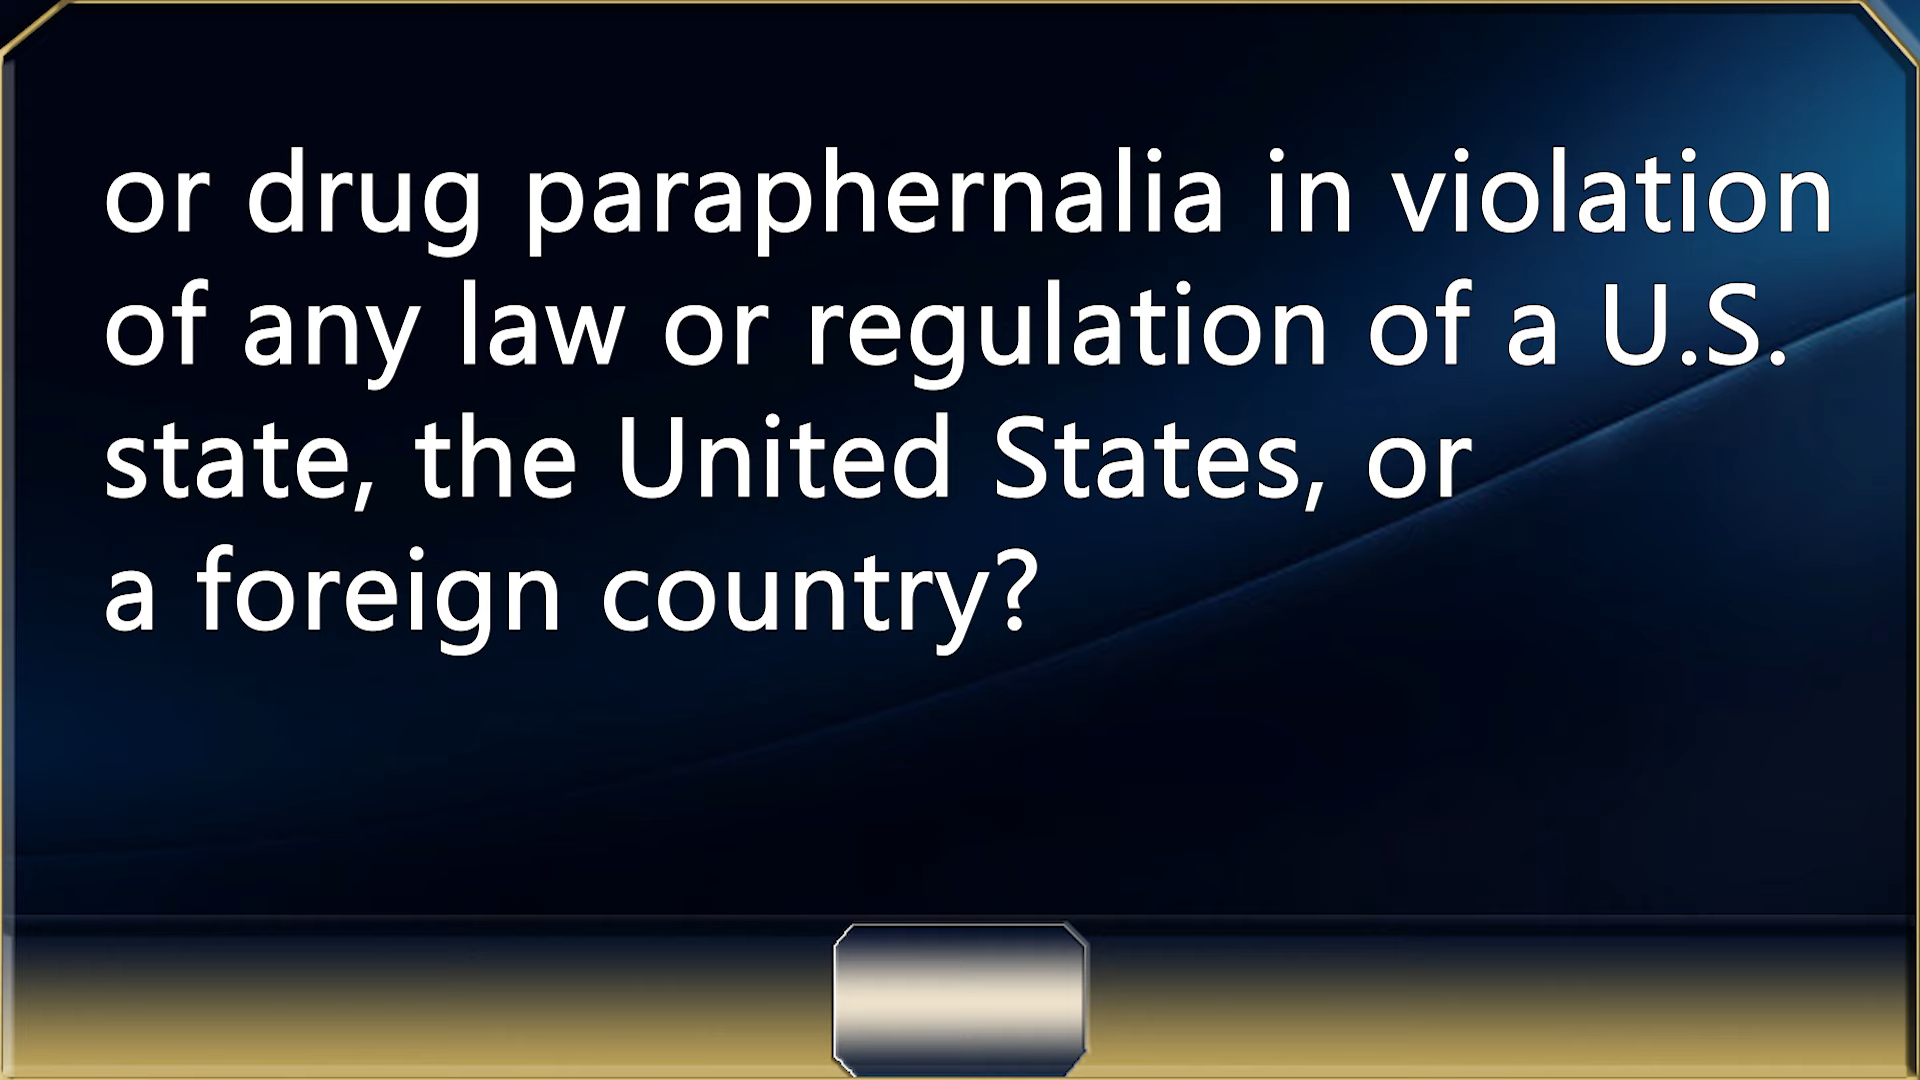 or drug paraphernalia in violation
of any law or regulation of a U.S.
state, the United States, or
a foreign country?